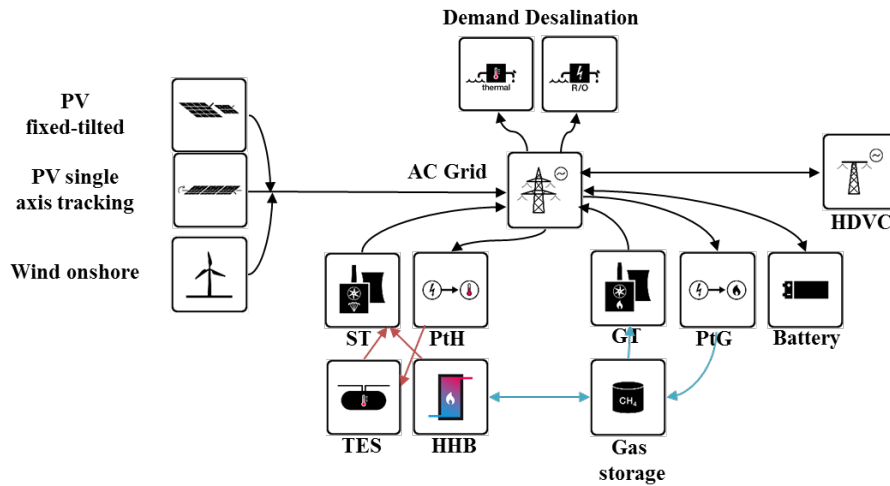 Demand Desalination
thermal
R/O
PV
fixed-tilted
PV single
axis tracking
AC Grid
HDVC
Wind onshore
ST
PtH
GT
PtG
Battery
CH₄
TES
HHB
Gas
storage